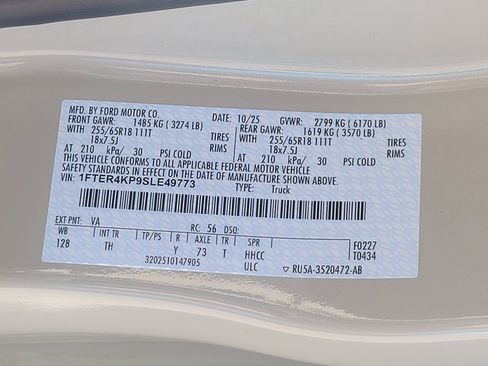 MFD. BY FORD MOTOR CO. 10/25 GVWR: 2799 KG ( 6170 LB)
FRONT GAWR: 1485 KG ( 3274 LB) REAR GAWR: 1619 KG ( 3570 LB)
WITH 255/65R18 111T TIRES WITH 255/65R18 111T TIRES
18x7.5J RIMS 18x7.5J RIMS
AT 210 kPa/ 30 PSI COLD AT 210 kPa/ 30 PSI COLD
THIS VEHICLE CONFORMS TO ALL APPLICABLE FEDERAL MOTOR VEHICLE
SAFETY STANDARDS IN EFFECT ON THE DATE OF MANUFACTURE SHOWN ABOVE.
VIN: 1FTER4KP9SLE49773 TYPE: Truck
EXT PNT: VA RC: 56 DSO:
WB INT TR TP/PS R AXLE TR SPR F0227
128 TH Y 73 T HHCC T0434
3202510147905 ULC ▼ RU5A-3520472-AB